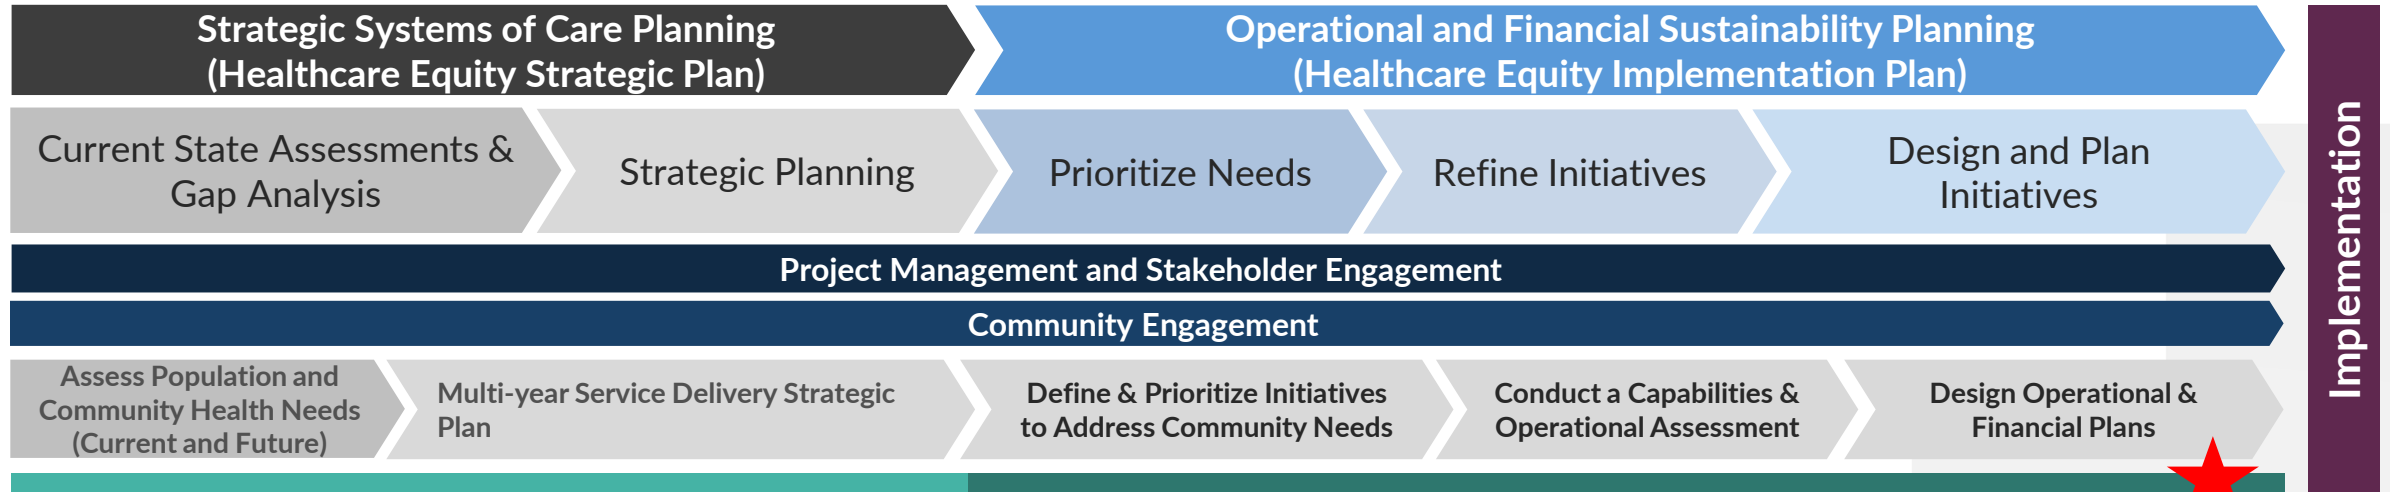 Strategic Systems of Care Planning
(Healthcare Equity Strategic Plan)
Operational and Financial Sustainability Planning
(Healthcare Equity Implementation Plan)
Current State Assessments &
Gap Analysis
Strategic Planning
Prioritize Needs
Refine Initiatives
Design and Plan
Initiatives
Project Management and Stakeholder Engagement
Community Engagement
Assess Population and
Community Health Needs
(Current and Future)
Multi-year Service Delivery Strategic
Plan
Define & Prioritize Initiatives
to Address Community Needs
Conduct a Capabilities &
Operational Assessment
Design Operational &
Financial Plans
Implementation